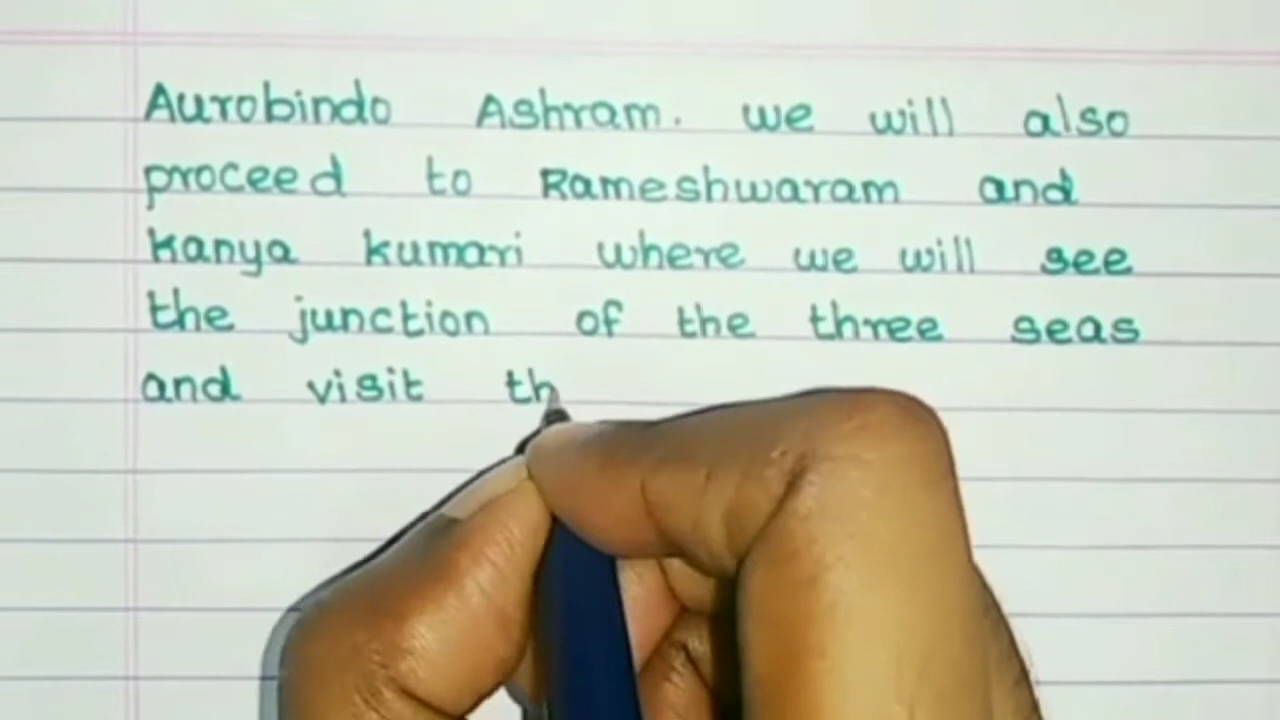 Aurobindo Ashram. we will also
proceed to Rameshwaram and
kanya kumari where we will see
the junction of the three seas
and visit th